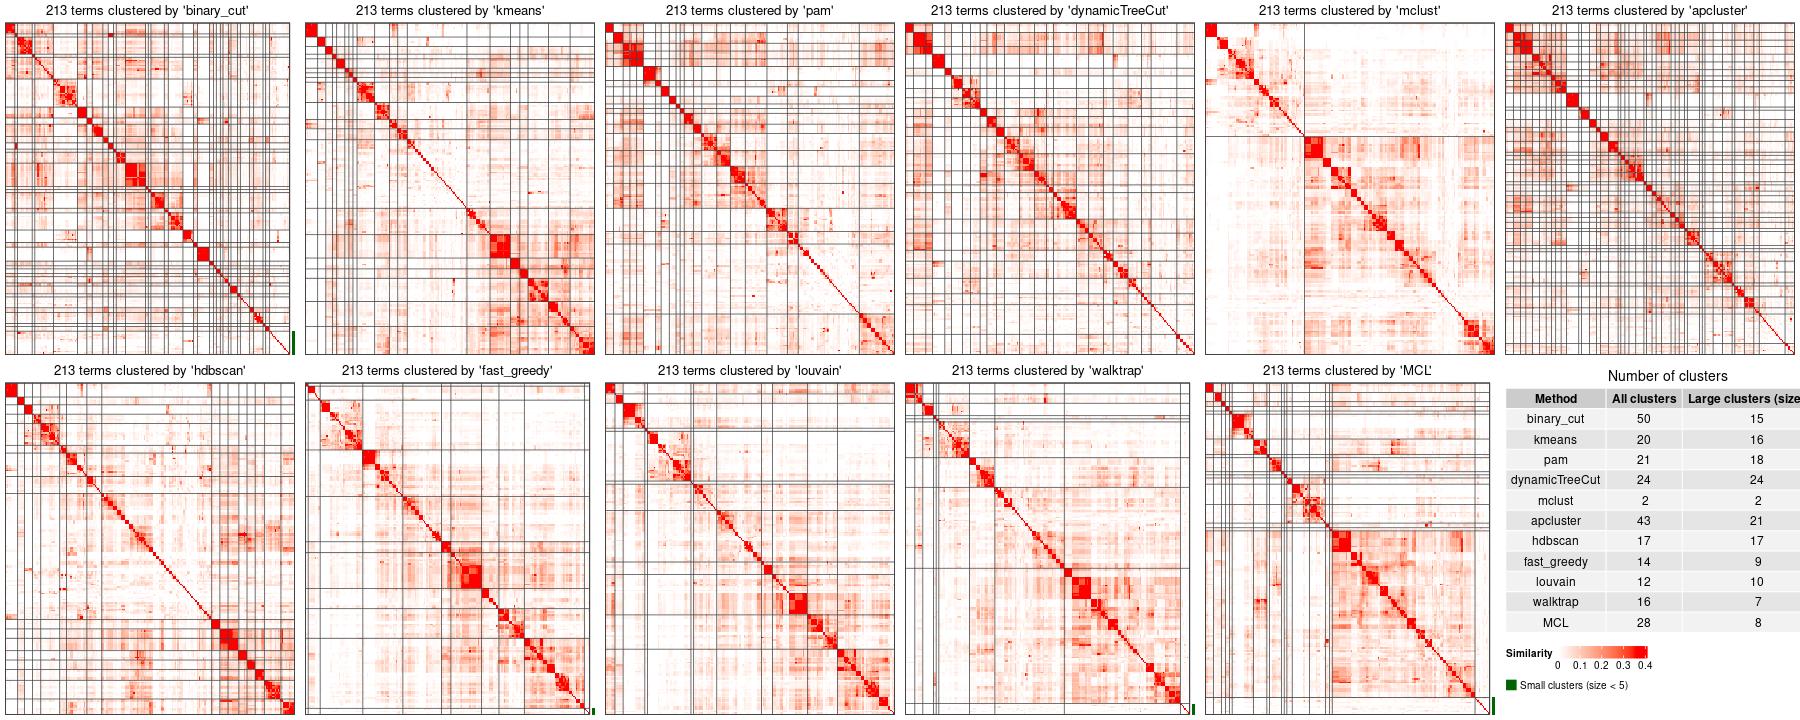 213 terms clustered by 'binary_cut'
213 terms clustered by 'kmeans'
213 terms clustered by 'pam'
213 terms clustered by 'dynamicTreeCut'
213 terms clustered by 'mclust'
213 terms clustered by 'apcluster'
213 terms clustered by 'hdbscan'
213 terms clustered by 'fast_greedy'
213 terms clustered by 'louvain'
213 terms clustered by 'walktrap'
213 terms clustered by 'MCL'
Number of clusters
Method All clusters Large clusters (size
binary_cut 50 15
kmeans 20 16
pam 21 18
dynamicTreeCut 24 24
mclust 2 2
apcluster 43 21
hdbscan 17 17
fast_greedy 14 9
louvain 12 10
walktrap 16 7
MCL 28 8
Similarity
0 0.1 0.2 0.3 0.4
Small clusters (size < 5)